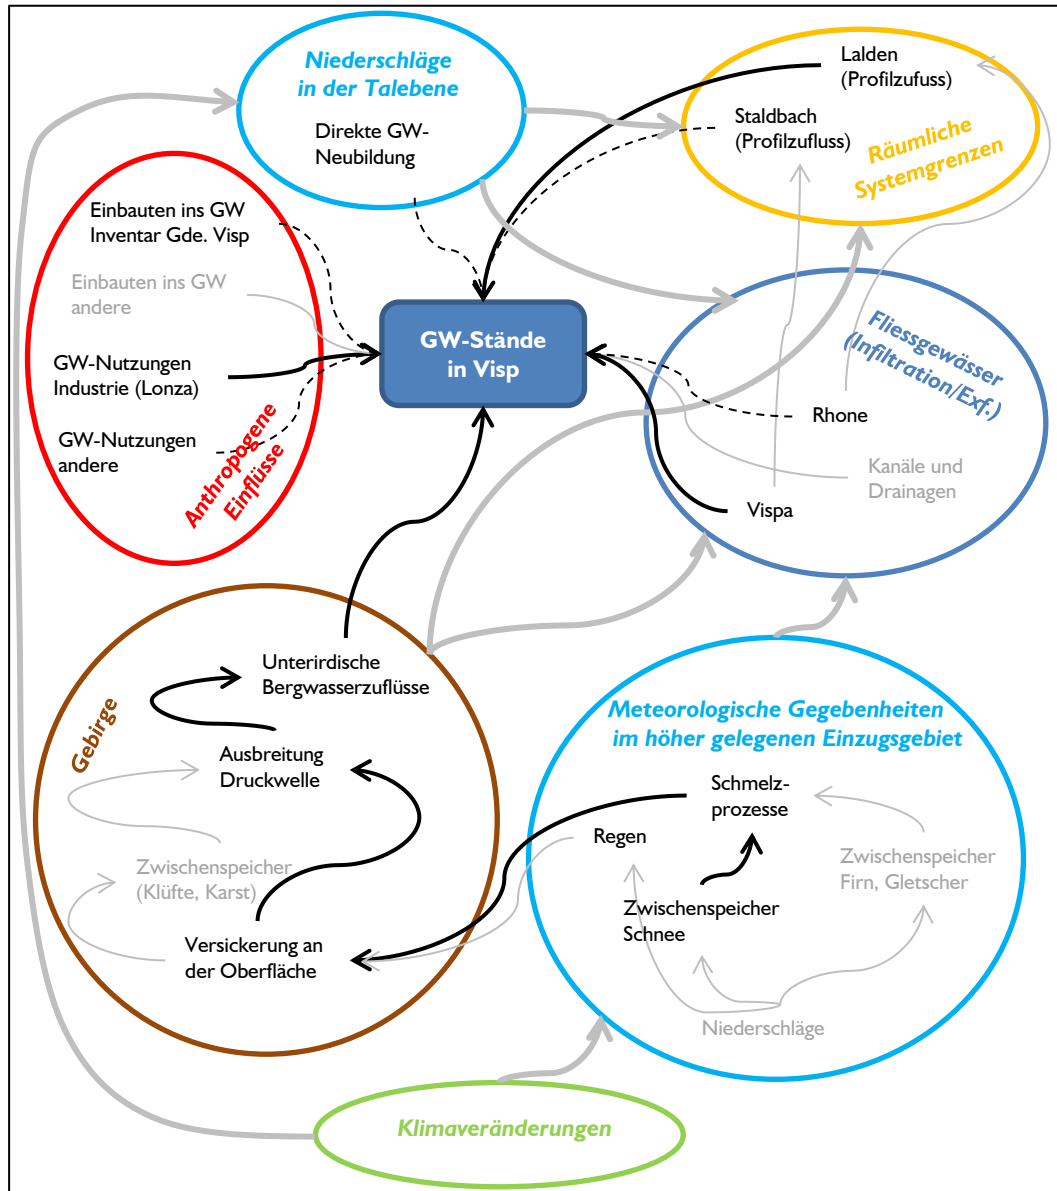 Niederschläge
in der Talebene
Direkte GW-
Neubildung
Lalden
(Profilzufuss)
Staldbach
(Profilzufluss)
Räumliche
Systemgrenzen
Einbauten ins GW
Inventar Gde. Visp
Einbauten ins GW
andere
GW-Nutzungen
Industrie (Lonza)
GW-Nutzungen
andere
Anthropogene
Einflüsse
GW-Stände
in Visp
Fliessgewässer
(Infiltration/Exf.)
Rhone
Kanäle und
Drainagen
Vispa
Gebirge
Unterirdische
Bergwasserzuflüsse
Ausbreitung
Druckwelle
Zwischenspeicher
(Klüfte, Karst)
Versickerung an
der Oberfläche
Meteorologische Gegebenheiten
im höher gelegenen Einzugsgebiet
Schmelz-
prozesse
Regen
Zwischenspeicher
Firn, Gletscher
Zwischenspeicher
Schnee
Niederschläge
Klimaveränderungen